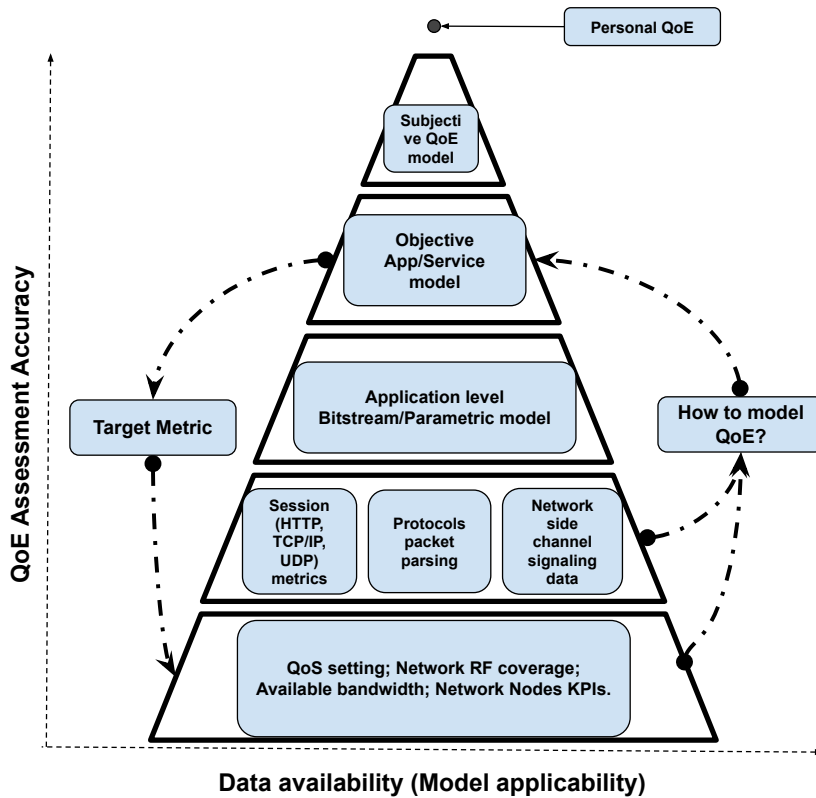 Personal QoE
Subjecti
ve QoE
model
Objective
App/Service
model
Application level
Bitstream/Parametric model
Target Metric
How to model
QoE?
Session
(HTTP,
TCP/IP,
UDP)
metrics
Protocols
packet
parsing
Network
side
channel
signaling
data
QoS setting; Network RF coverage;
Available bandwidth; Network Nodes KPIs.
QoE Assessment Accuracy
Data availability (Model applicability)